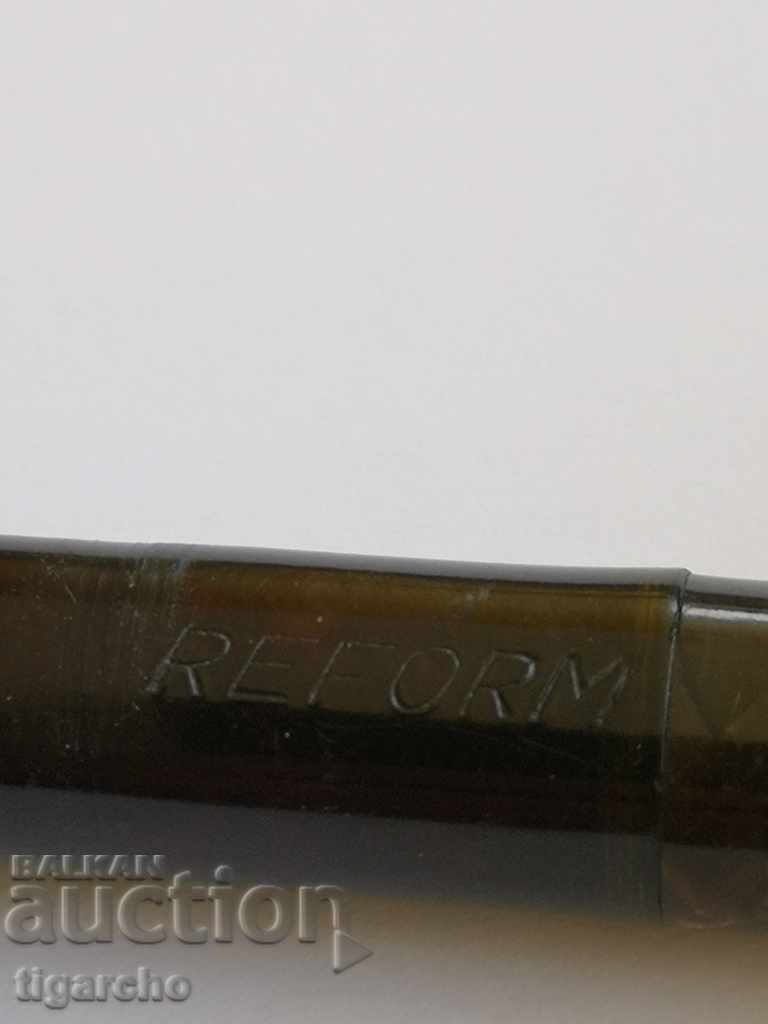 REFORM
BALKAN
auction
tigarcho